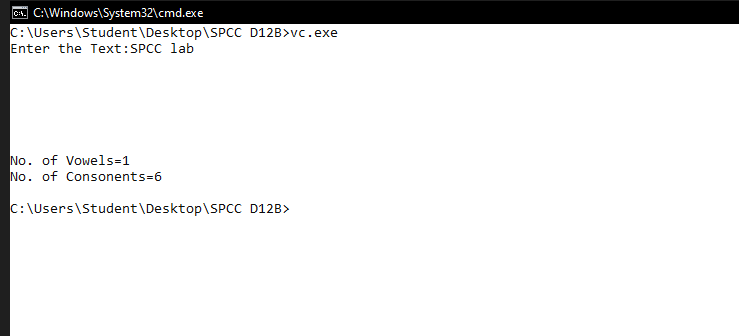 C:\Windows\System32\cmd.exe
C:\Users\Student\Desktop\SPCC D12B>vc.exe
Enter the Text:SPCC lab
No. of Vowels=1
No. of Consonents=6
C:\Users\Student\Desktop\SPCC D12B>